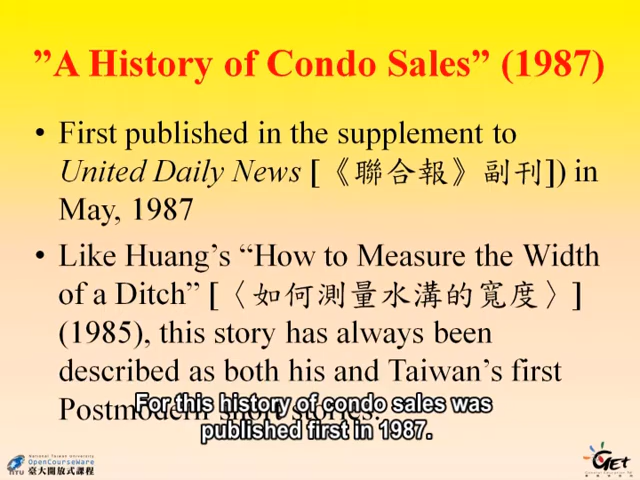 ”A History of Condo Sales” (1987)
• First published in the supplement to
United Daily News [《聯合報》副刊]) in
May, 1987
• Like Huang’s “How to Measure the Width
of a Ditch” [〈如何測量水溝的寬度〉]
(1985), this story has always been
described as both his and Taiwan’s first
Postmodern short stories.
For this history of condo sales was
published first in 1987.
National Taiwan University
OpenCourseWare
NTU 臺大開放式課程
GET